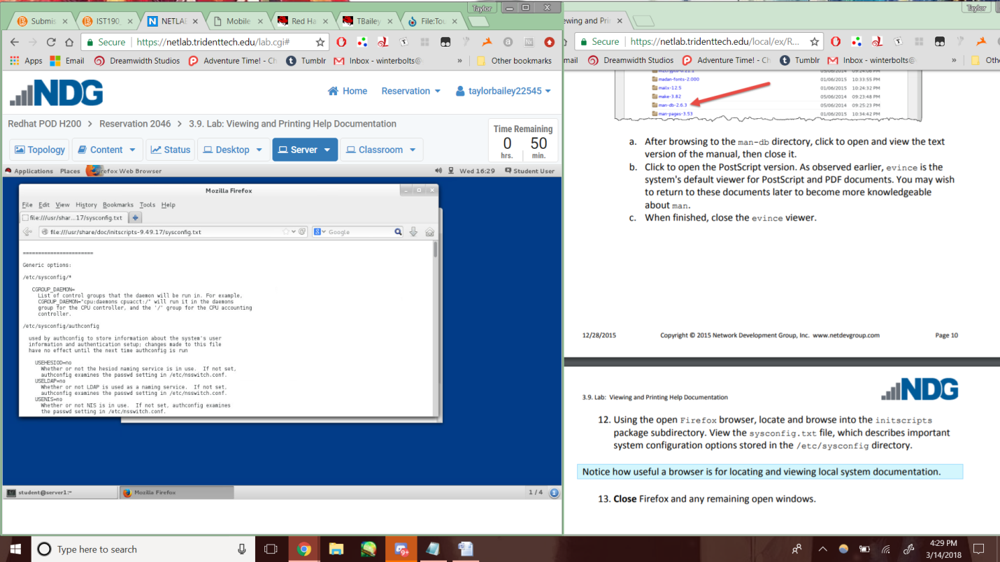 Taylor
Submis
IST190_
NETLAB
Mobile
Red Ha
TBailey
File:Tou
Secure
https://netlab.tridenttech.edu/lab.cgi#
Apps
Email
Dreamwidth Studios
Adventure Time! - Ch
Tumblr
Inbox - winterbolts@
»
Other bookmarks
NDG
Home
Reservation
taylorbailey22545
Redhat POD H200 > Reservation 2046 > 3.9. Lab: Viewing and Printing Help Documentation
Time Remaining
0 50
hrs. min.
Topology
Content
Status
Desktop
Server
Classroom
Applications Places Firefox Web Browser
Wed 16:29 Student User
Mozilla Firefox
File Edit View History Bookmarks Tools Help
file:///usr/shar...17/sysconfig.txt
file:///usr/share/doc/initscripts-9.49.17/sysconfig.txt
Google
=======================
Generic options:
/etc/sysconfig/*
CGROUP_DAEMON=
List of control groups that the daemon will be run in. For example,
CGROUP_DAEMON="cpu:daemons cpuacct:/" will run it in the daemons
group for the CPU controller, and the '/' group for the CPU accounting
controller.
/etc/sysconfig/authconfig
used by authconfig to store information about the system's user
information and authentication setup; changes made to this file
have no effect until the next time authconfig is run
USEHESIOD=no
Whether or not the hesiod naming service is in use. If not set,
authconfig examines the passwd setting in /etc/nsswitch.conf.
USELDAP=no
Whether or not LDAP is used as a naming service. If not set,
authconfig examines the passwd setting in /etc/nsswitch.conf.
USENIS=no
Whether or not NIS is in use. If not set, authconfig examines
the passwd setting in /etc/nsswitch.conf.
student@server1:~
Mozilla Firefox
1 / 4
1
Taylor
ewing and Prin
Secure
https://netlab.tridenttech.edu/local/ex/R...
mail
Dreamwidth Studios
Adventure Time! - Ch
Tumblr
Inbox - winterbolts@
»
Oth
madan-fonts-2.000 01/06/2015 10:33:55 PM
mailx-12.5 01/06/2015 10:24:32 PM
make-3.82 05/06/2014 09:23:48 PM
man-db-2.6.3 05/06/2014 09:25:23 PM
man-pages-3.53 01/06/2015 10:34:42 PM
a. After browsing to the man-db directory, click to open and view the text
version of the manual, then close it.
b. Click to open the PostScript version. As observed earlier, evince is the
system's default viewer for PostScript and PDF documents. You may wish
to return to these documents later to become more knowledgeable
about man.
c. When finished, close the evince viewer.
12/28/2015 Copyright © 2015 Network Development Group, Inc. www.netdevgroup.com Page 10
NDG
3.9. Lab: Viewing and Printing Help Documentation
12. Using the open Firefox browser, locate and browse into the initscripts
package subdirectory. View the sysconfig.txt file, which describes important
system configuration options stored in the /etc/sysconfig directory.
Notice how useful a browser is for locating and viewing local system documentation.
13. Close Firefox and any remaining open windows.
Type here to search
9+
4:29 PM
3/14/2018